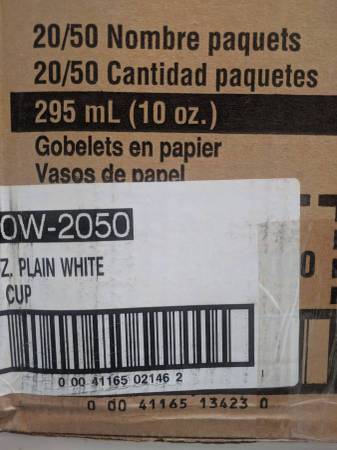 20/50 Nombre paquets
20/50 Cantidad paquetes
295 mL (10 oz.)
Gobelets en papier
Vasos de papel
0W-2050
Z. PLAIN WHITE
CUP
0 00 41165 02146 2
0 00 41165 13423 0